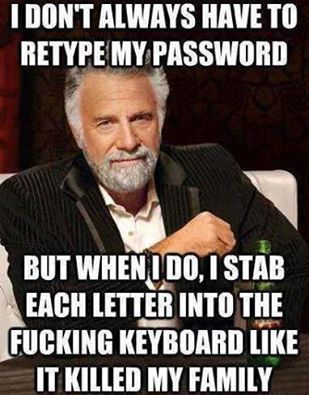 I DON'T ALWAYS HAVE TO
RETYPE MY PASSWORD
BUT WHEN I DO, I STAB
EACH LETTER INTO THE
FUCKING KEYBOARD LIKE
IT KILLED MY FAMILY